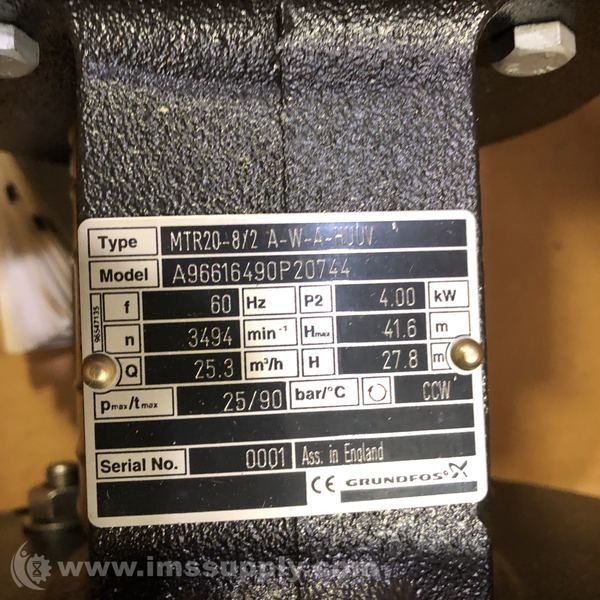 Type MTR20-8/2 A-W-A-HUUV
Model A96616490P20744
f 60 Hz P2 4.00 kW
n 3494 min-1 Hmax 41.6 m
Q 25.3 m³/h H 27.8 m
pmax/tmax 25/90 bar/°C CCW
Serial No. 0001 Ass. in England
CE GRUNDFOS
96547135
www.imssupply.com